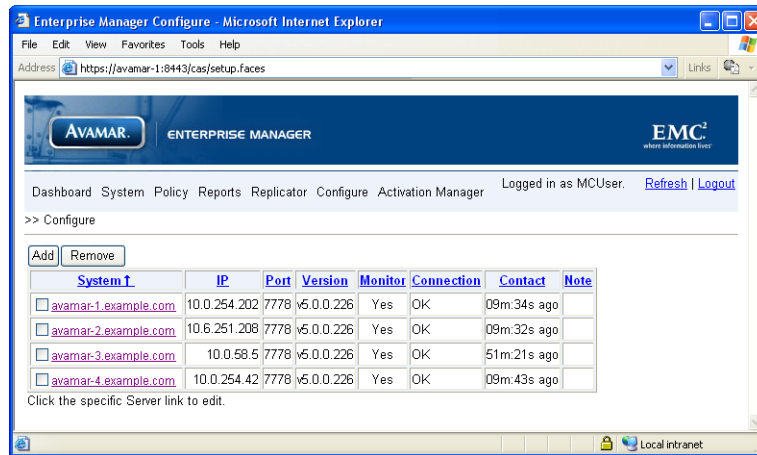 Enterprise Manager Configure - Microsoft Internet Explorer
File Edit View Favorites Tools Help
Address https://avamar-1:8443/cas/setup.faces Links
AVAMAR. ENTERPRISE MANAGER EMC²
where information lives®
Dashboard System Policy Reports Replicator Configure Activation Manager Logged in as MCUser. Refresh | Logout
>> Configure
Add Remove
System↑ IP Port Version Monitor Connection Contact Note
avamar-1.example.com 10.0.254.202 7778 v5.0.0.226 Yes OK 09m:34s ago
avamar-2.example.com 10.6.251.208 7778 v5.0.0.226 Yes OK 09m:32s ago
avamar-3.example.com 10.0.58.5 7778 v5.0.0.226 Yes OK 51m:21s ago
avamar-4.example.com 10.0.254.42 7778 v5.0.0.226 Yes OK 09m:43s ago
Click the specific Server link to edit.
Local intranet